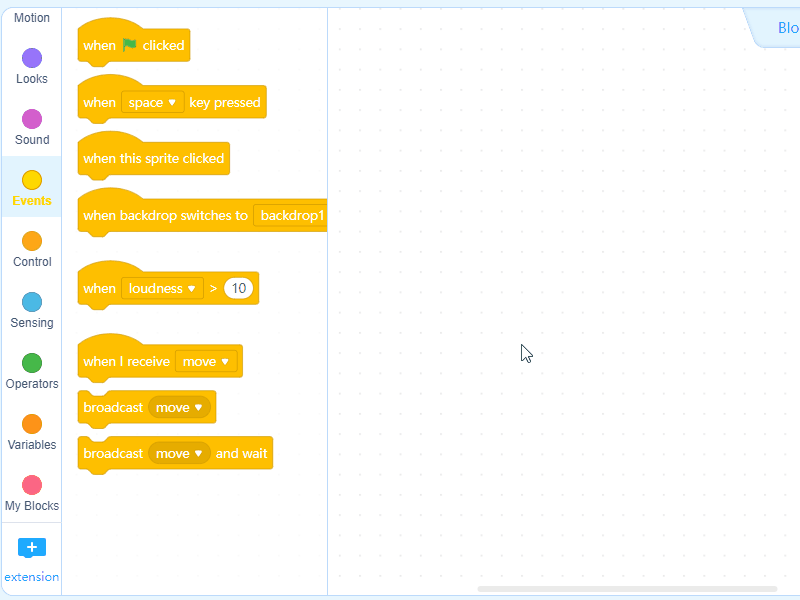 Motion
Looks
Sound
Events
Control
Sensing
Operators
Variables
My Blocks
extension
when clicked
when space key pressed
when this sprite clicked
when backdrop switches to backdrop1
when loudness > 10
when I receive move
broadcast move
broadcast move and wait
Blo